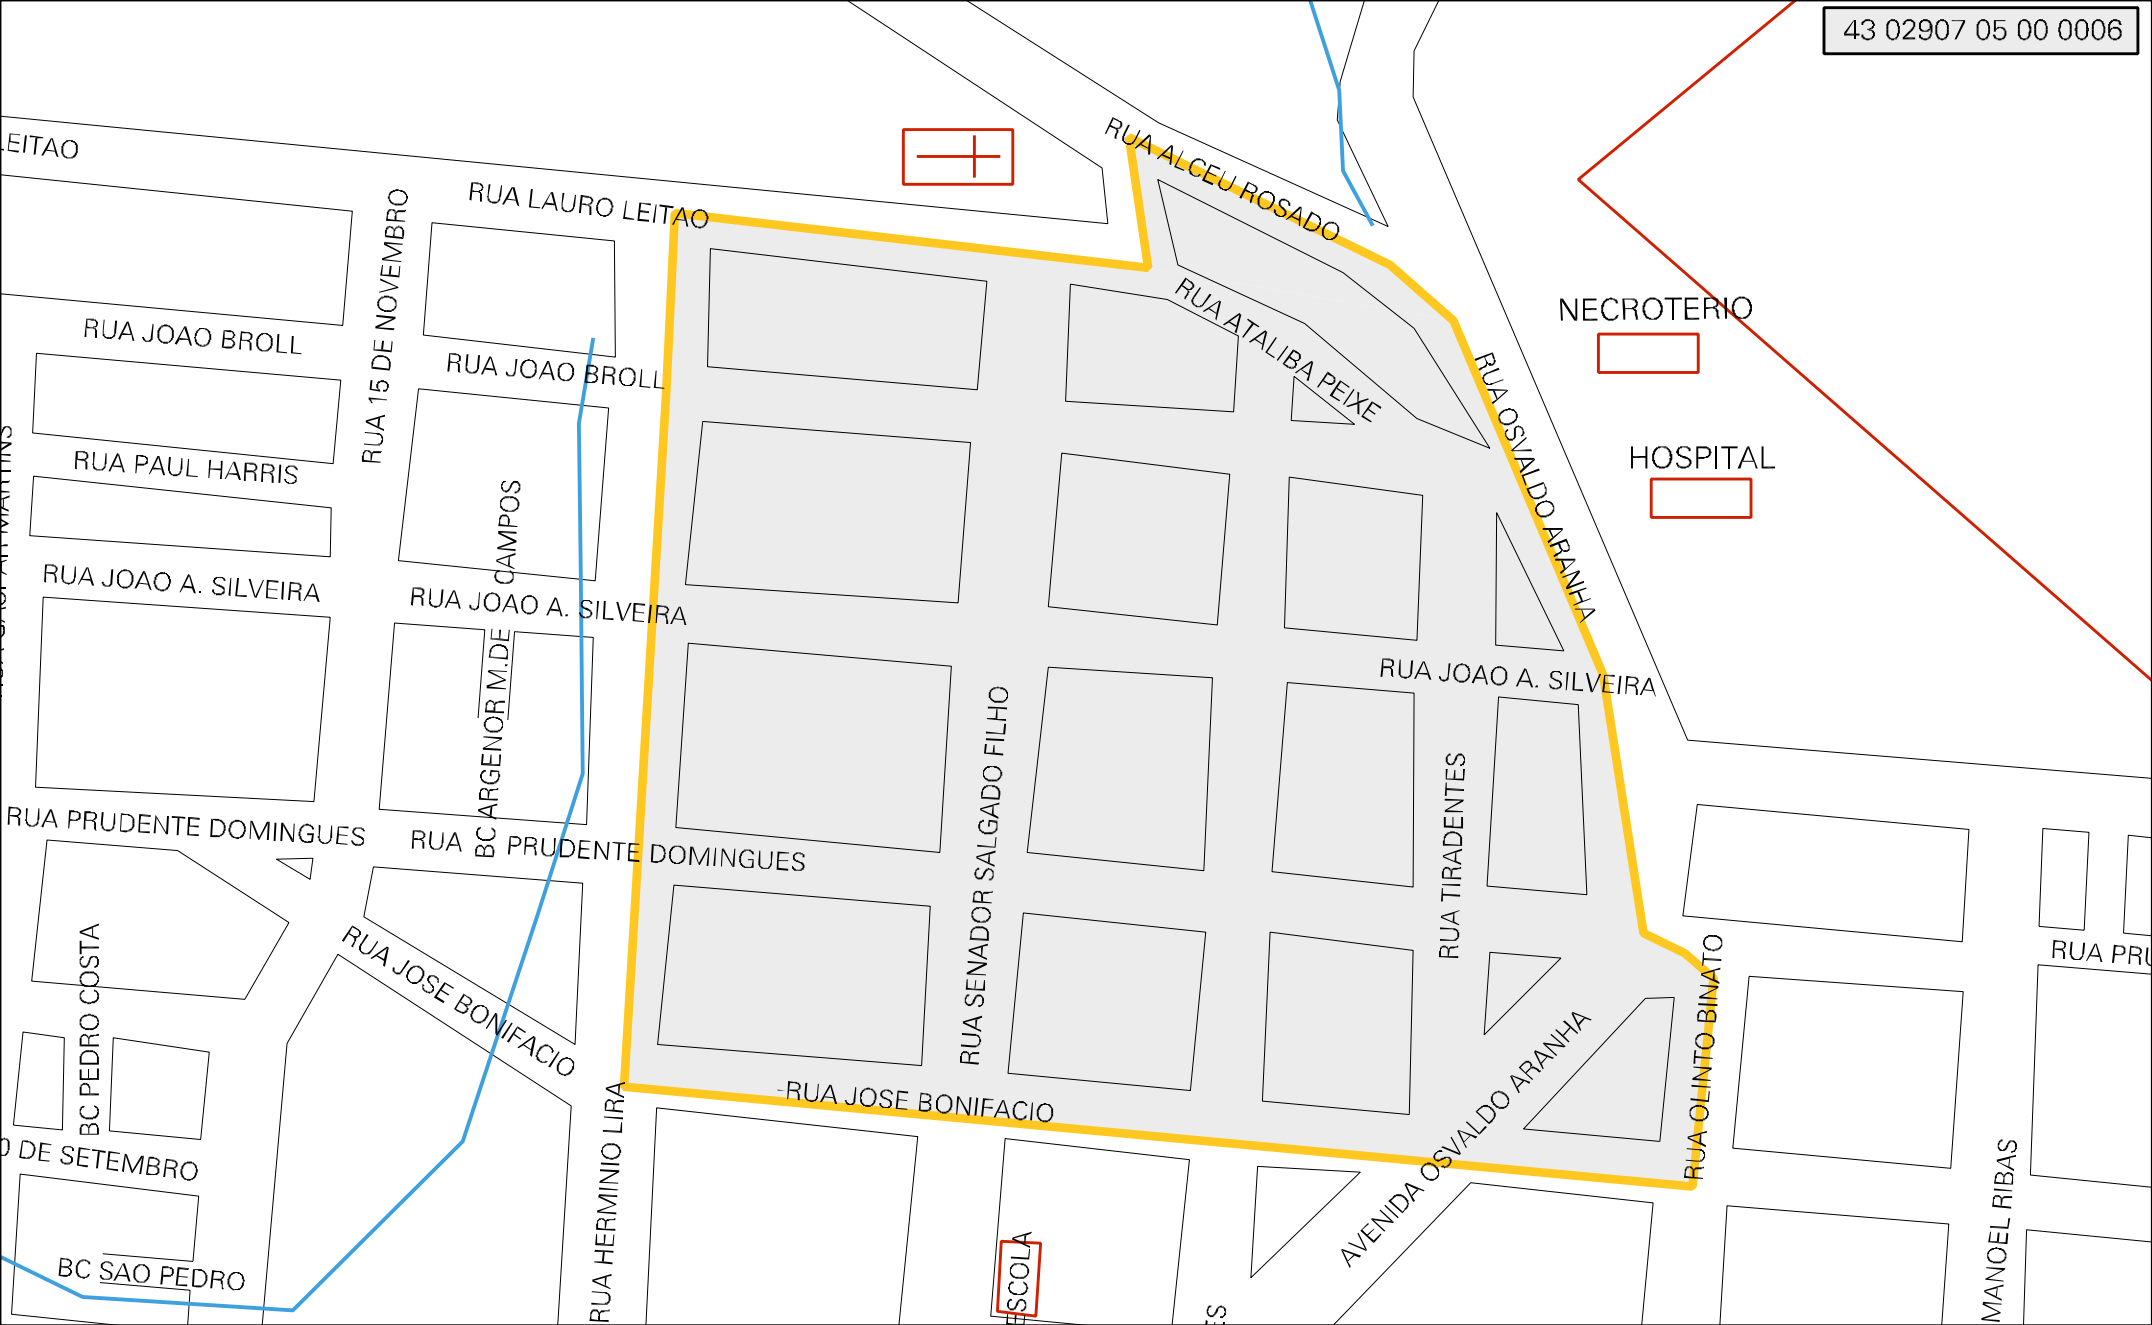 43 02907 05 00 0006
RUA ALCEU ROSADO
EITAO
RUA LAURO LEITAO
RUA 15 DE NOVEMBRO
RUA ATALIBA PEIXE
NECROTERIO
RUA JOAO BROLL
RUA JOAO BROLL
RUA OSVALDO ARANHA
HOSPITAL
RUA PAUL HARRIS
BC ARGENOR M.DE CAMPOS
RUA JOAO A. SILVEIRA
RUA JOAO A. SILVEIRA
RUA JOAO A. SILVEIRA
RUA SENADOR SALGADO FILHO
RUA TIRADENTES
RUA PRUDENTE DOMINGUES
RUA PRUDENTE DOMINGUES
RUA JOSE BONIFACIO
BC PEDRO COSTA
RUA OLINTO BINATO
RUA PRU
AVENIDA OSVALDO ARANHA
-RUA JOSE BONIFACIO
RUA HERMINIO LIRA
0 DE SETEMBRO
MANOEL RIBAS
BC SAO PEDRO
ESCOLA
ES